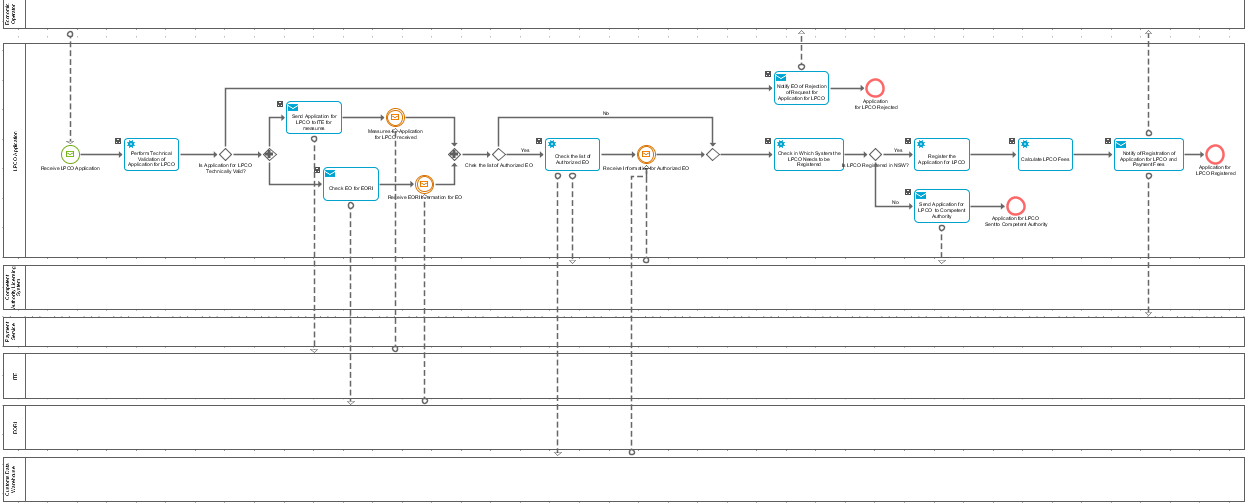 Economic
Operator
LPCO Application
Receive LPCO Application
Perform Technical
Validation of
Application for LPCO
Is Application for LPCO
Technically Valid?
Send Application for
LPCO to ITE for
measures
Measures to Application
for LPCO received
Check EO for EORI
Receive EORI Information for EO
Check the list of Authorized EO
Yes
No
Check the list of
Authorized EO
Receive Information for Authorized EO
Notify EO of Rejection
of Request for
Application for LPCO
Application
for LPCO Rejected
Check in Which System the
LPCO Needs to be
Registered
Is LPCO Registered in NSW?
Yes
No
Register the
Application for LPCO
Calculate LPCO Fees
Notify of Registration of
Application for LPCO and
Payment Fees
Application for
LPCO Registered
Send Application for
LPCO to Competent
Authority
Application for LPCO
Sent to Competent Authority
Competent
Authority Licensing
System
Payment
Service
ITE
EORI
Customs Data
Warehouse